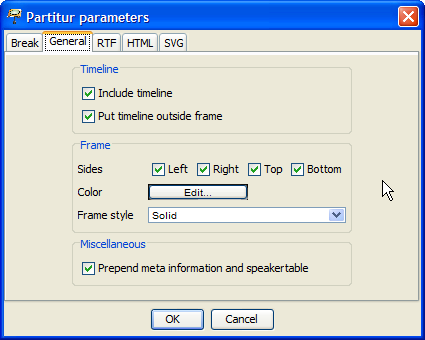 Partitur parameters
Break General RTF HTML SVG
Timeline
Include timeline
Put timeline outside frame
Frame
Sides Left Right Top Bottom
Color Edit...
Frame style Solid
Miscellaneous
Prepend meta information and speakertable
OK Cancel